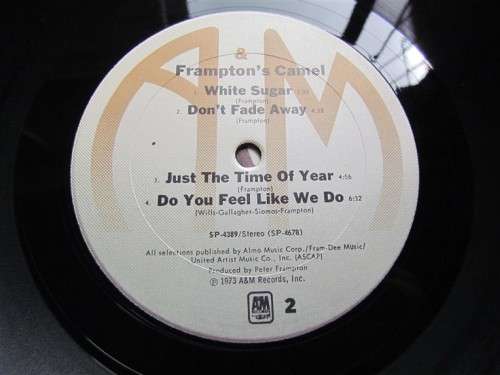 &
A M
Frampton's Camel
1. White Sugar
(Frampton)
2. Don't Fade Away 4:38
(Frampton)
3. Just The Time Of Year 4:56
(Frampton)
4. Do You Feel Like We Do 6:32
(Wills-Gallagher-Siomos-Frampton)
SP-4389/Stereo (SP-4678)
All selections published by Almo Music Corp./Fram-Dee Music/
United Artist Music Co., Inc. (ASCAP)
Produced by Peter Frampton
℗ 1973 A&M Records, Inc.
A&M
RECORDS
2